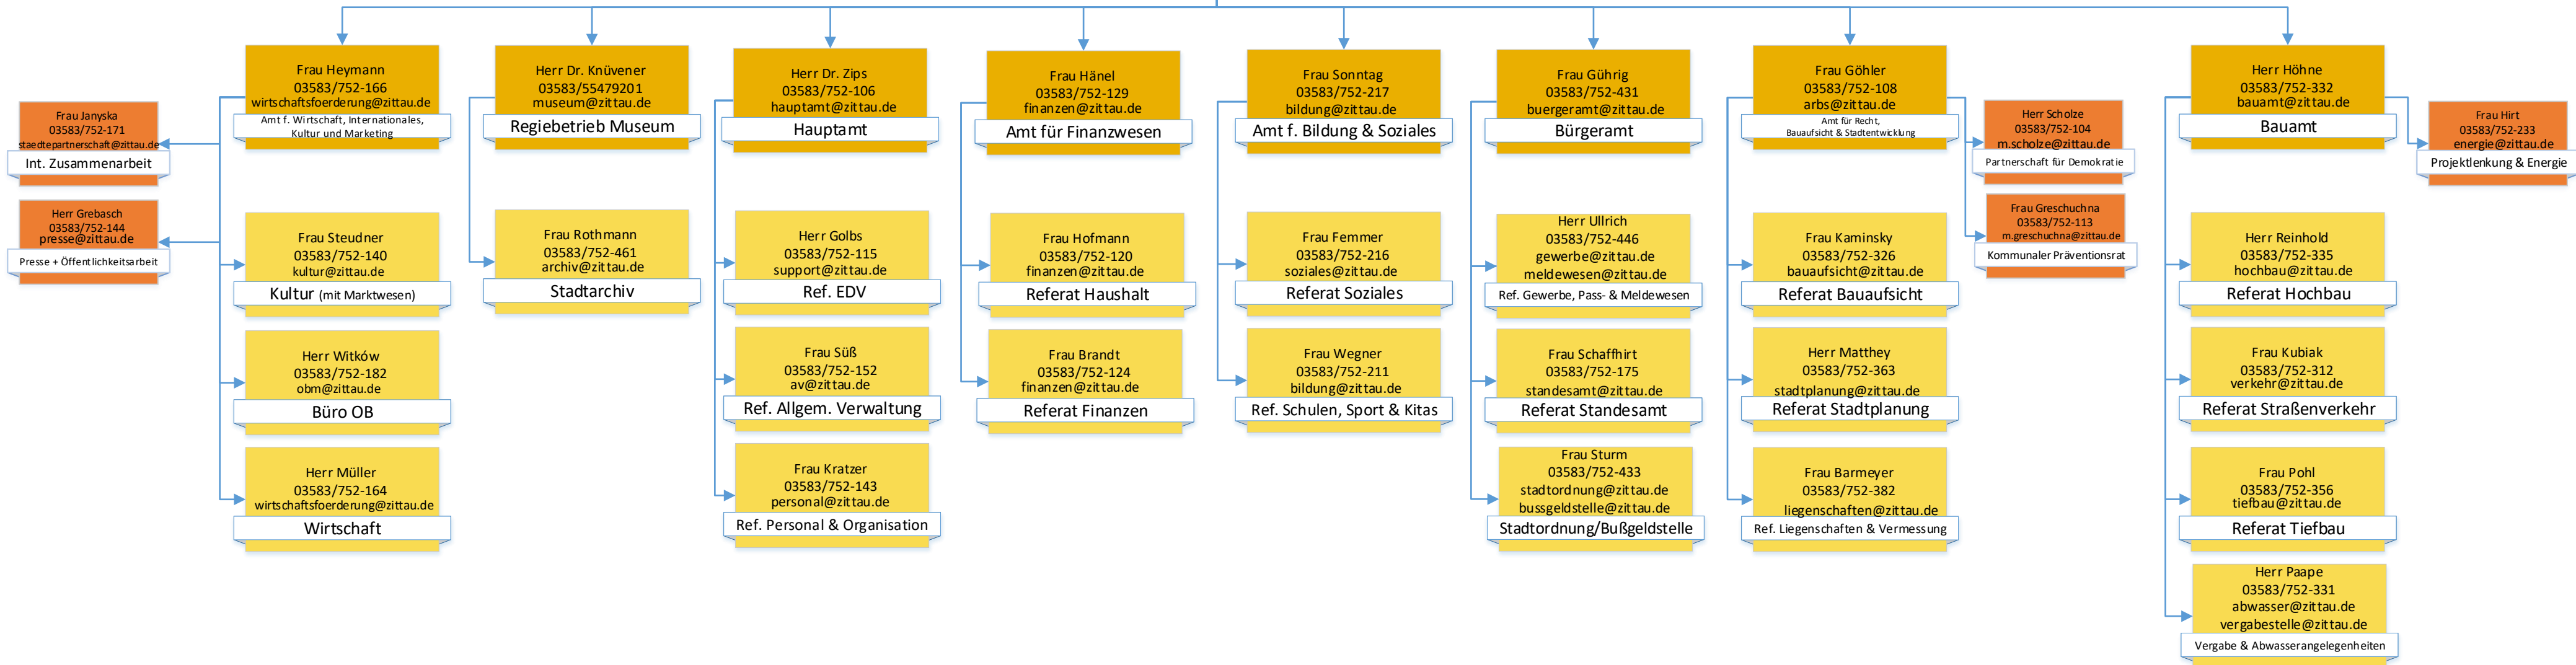 Frau Heymann
03583/752-166
wirtschaftsfoerderung@zittau.de
Amt f. Wirtschaft, Internationales,
Kultur und Marketing
Frau Janyska
03583/752-171
staedtepartnerschaft@zittau.de
Int. Zusammenarbeit
Herr Grebasch
03583/752-144
presse@zittau.de
Presse + Öffentlichkeitsarbeit
Frau Steudner
03583/752-140
kultur@zittau.de
Kultur (mit Marktwesen)
Herr Witków
03583/752-182
obm@zittau.de
Büro OB
Herr Müller
03583/752-164
wirtschaftsfoerderung@zittau.de
Wirtschaft
Herr Dr. Knüvener
03583/55479201
museum@zittau.de
Regiebetrieb Museum
Frau Rothmann
03583/752-461
archiv@zittau.de
Stadtarchiv
Herr Dr. Zips
03583/752-106
hauptamt@zittau.de
Hauptamt
Herr Golbs
03583/752-115
support@zittau.de
Ref. EDV
Frau Süß
03583/752-152
av@zittau.de
Ref. Allgem. Verwaltung
Frau Kratzer
03583/752-143
personal@zittau.de
Ref. Personal & Organisation
Frau Hänel
03583/752-129
finanzen@zittau.de
Amt für Finanzwesen
Frau Hofmann
03583/752-120
finanzen@zittau.de
Referat Haushalt
Frau Brandt
03583/752-124
finanzen@zittau.de
Referat Finanzen
Frau Sonntag
03583/752-217
bildung@zittau.de
Amt f. Bildung & Soziales
Frau Femmer
03583/752-216
soziales@zittau.de
Referat Soziales
Frau Wegner
03583/752-211
bildung@zittau.de
Ref. Schulen, Sport & Kitas
Frau Gührig
03583/752-431
buergeramt@zittau.de
Bürgeramt
Herr Ullrich
03583/752-446
gewerbe@zittau.de
meldewesen@zittau.de
Ref. Gewerbe, Pass- & Meldewesen
Frau Schaffhirt
03583/752-175
standesamt@zittau.de
Referat Standesamt
Frau Sturm
03583/752-433
stadtordnung@zittau.de
bussgeldstelle@zittau.de
Stadtordnung/Bußgeldstelle
Frau Göhler
03583/752-108
arbs@zittau.de
Amt für Recht,
Bauaufsicht & Stadtentwicklung
Herr Scholze
03583/752-104
m.scholze@zittau.de
Partnerschaft für Demokratie
Frau Greschuchna
03583/752-113
m.greschuchna@zittau.de
Kommunaler Präventionsrat
Frau Kaminsky
03583/752-326
bauaufsicht@zittau.de
Referat Bauaufsicht
Herr Matthey
03583/752-363
stadtplanung@zittau.de
Referat Stadtplanung
Frau Barmeyer
03583/752-382
liegenschaften@zittau.de
Ref. Liegenschaften & Vermessung
Herr Höhne
03583/752-332
bauamt@zittau.de
Bauamt
Frau Hirt
03583/752-233
energie@zittau.de
Projektlenkung & Energie
Herr Reinhold
03583/752-335
hochbau@zittau.de
Referat Hochbau
Frau Kubiak
03583/752-312
verkehr@zittau.de
Referat Straßenverkehr
Frau Pohl
03583/752-356
tiefbau@zittau.de
Referat Tiefbau
Herr Paape
03583/752-331
abwasser@zittau.de
vergabestelle@zittau.de
Vergabe & Abwasserangelegenheiten